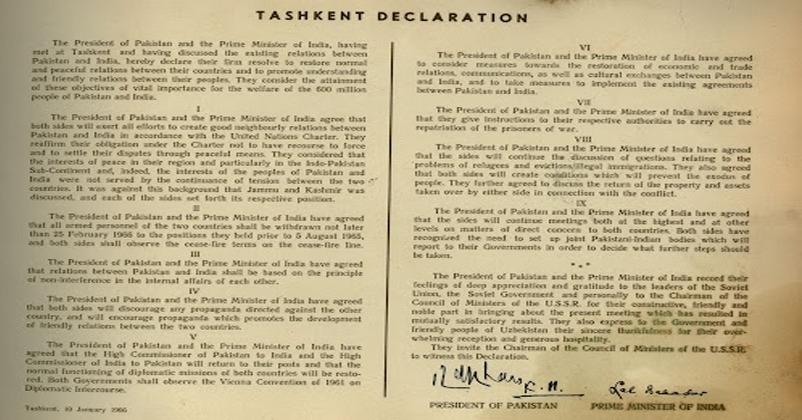 TASHKENT DECLARATION
The President of Pakistan and the Prime Minister of India, having
met at Tashkent and having discussed the existing relations between
Pakistan and India, hereby declare their firm resolve to restore normal
and peaceful relations between their countries and to promote understanding
and friendly relations between their peoples. They consider the attainment
of these objectives of vital importance for the welfare of the 600 million
people of Pakistan and India.
I
The President of Pakistan and the Prime Minister of India agree that
both sides will exert all efforts to create good neighbourly relations between
Pakistan and India in accordance with the United Nations Charter. They
reaffirm their obligation under the Charter not to have recourse to force
and to settle their disputes through peaceful means. They considered that
the interests of peace in their region and particularly in the Indo-Pakistan
Sub-Continent and, indeed, the interests of the peoples of Pakistan and
India were not served by the continuation of tension between the two
countries. It was against this background that Jammu and Kashmir was
discussed, and each of the sides set forth its respective position.
II
The President of Pakistan and the Prime Minister of India have agreed
that all armed personnel of the two countries shall be withdrawn not later
than 25 February 1966 to the positions they held prior to 5 August 1965,
and both sides shall observe the cease-fire terms on the cease-fire line.
III
The President of Pakistan and the Prime Minister of India have agreed
that relations between Pakistan and India shall be based on the principle
of non-interference in the internal affairs of each other.
IV
The President of Pakistan and the Prime Minister of India have agreed
that both sides will discourage any propaganda directed against the other
country, and will encourage propaganda which promotes the development
of friendly relations between the two countries.
V
The President of Pakistan and the Prime Minister of India have
agreed that the High Commissioner of Pakistan to India and the High
Commissioner of India to Pakistan will return to their posts and that the
normal functioning of diplomatic missions of both countries will be resto-
red. Both Governments shall observe the Vienna Convention of 1961 on
Diplomatic Intercourse.
Tashkent, 10 January 1966
VI
The President of Pakistan and the Prime Minister of India have agreed
to consider measures towards the restoration of economic and trade
relations, communications, as well as cultural exchanges between Pakistan
and India, and to take measures to implement the existing agreements
between Pakistan and India.
VII
The President of Pakistan and the Prime Minister of India have agreed
that they give instructions to their respective authorities to carry out the
repatriation of the prisoners of war.
VIII
The President of Pakistan and the Prime Minister of India have agreed
that the sides will continue the discussion of questions relating to the
problems of refugees and evictions/illegal immigrations. They also agreed
that both sides will create conditions which will prevent the exodus of
people. They further agreed to discuss the return of the property and assets
taken over by either side in connection with the conflict.
IX
The President of Pakistan and the Prime Minister of India have agreed
that the sides will continue meetings both at the highest and at other
levels on matters of direct concern to both countries. Both sides have
recognized the need to set up joint Pakistani-Indian bodies which will
report to their Governments in order to decide what further steps should
be taken.
* * *
The President of Pakistan and the Prime Minister of India record their
feelings of deep appreciation and gratitude to the leaders of the Soviet
Union, the Soviet Government and personally to the Chairman of the
Council of Ministers of the U.S.S.R. for their constructive, friendly and
noble part in bringing about the present meeting which has resulted in
mutually satisfactory results. They also express to the Government and
friendly people of Uzbekistan their sincere thankfulness for their over-
whelming reception and generous hospitality.
They invite the Chairman of the Council of Ministers of the U.S.S.R.
to witness this Declaration.
PRESIDENT OF PAKISTAN
PRIME MINISTER OF INDIA